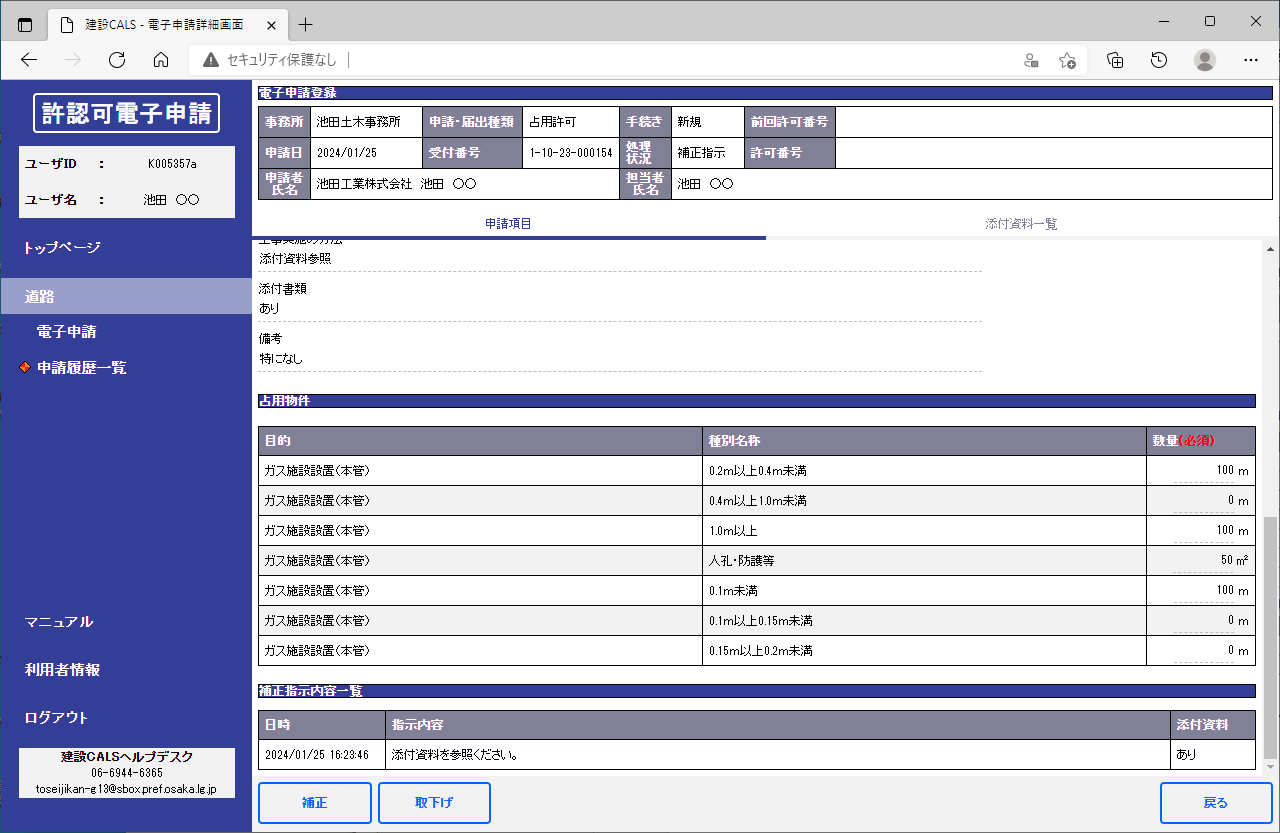 建設CALS - 電子申請詳細画面
セキュリティ保護なし
許認可電子申請
ユーザID : K005357a
ユーザ名 : 池田 〇〇
トップページ
道路
電子申請
申請履歴一覧
マニュアル
利用者情報
ログアウト
建設CALSヘルプデスク
06-6944-6365
toseijikan-g13@sbox.pref.osaka.lg.jp
電子申請登録
事務所 池田土木事務所 申請・届出種類 占用許可 手続き 新規 前回許可番号
申請日 2024/01/25 受付番号 1-10-23-000154 処理状況 補正指示 許可番号
申請者氏名 池田工業株式会社 池田 〇〇 担当者氏名 池田 〇〇
申請項目 添付資料一覧
工事実施の方法
添付資料参照
添付書類
あり
備考
特になし
占用物件
目的 種別名称 数量(必須)
ガス施設設置(本管) 0.2m以上0.4m未満 100 m
ガス施設設置(本管) 0.4m以上1.0m未満 0 m
ガス施設設置(本管) 1.0m以上 100 m
ガス施設設置(本管) 人孔・防護等 50 m²
ガス施設設置(本管) 0.1m未満 100 m
ガス施設設置(本管) 0.1m以上0.15m未満 0 m
ガス施設設置(本管) 0.15m以上0.2m未満 0 m
補正指示内容一覧
日時 指示内容 添付資料
2024/01/25 16:23:46 添付資料を参照ください。 あり
補正 取下げ 戻る